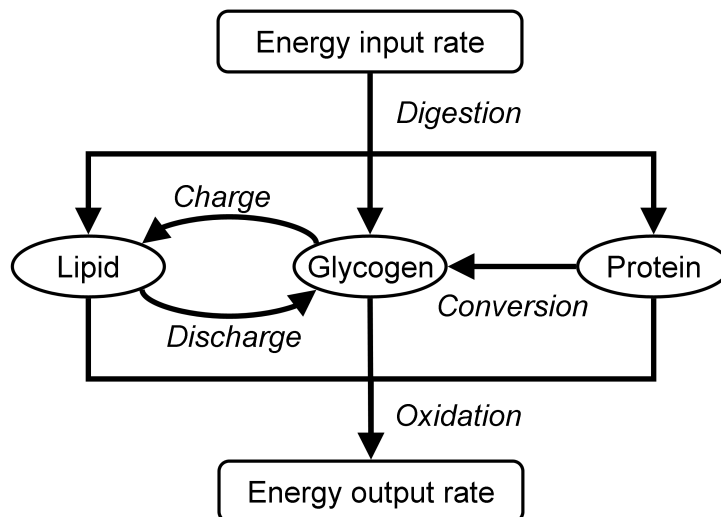 Energy input rate
Digestion
Charge
Lipid
Glycogen
Protein
Discharge
Conversion
Oxidation
Energy output rate